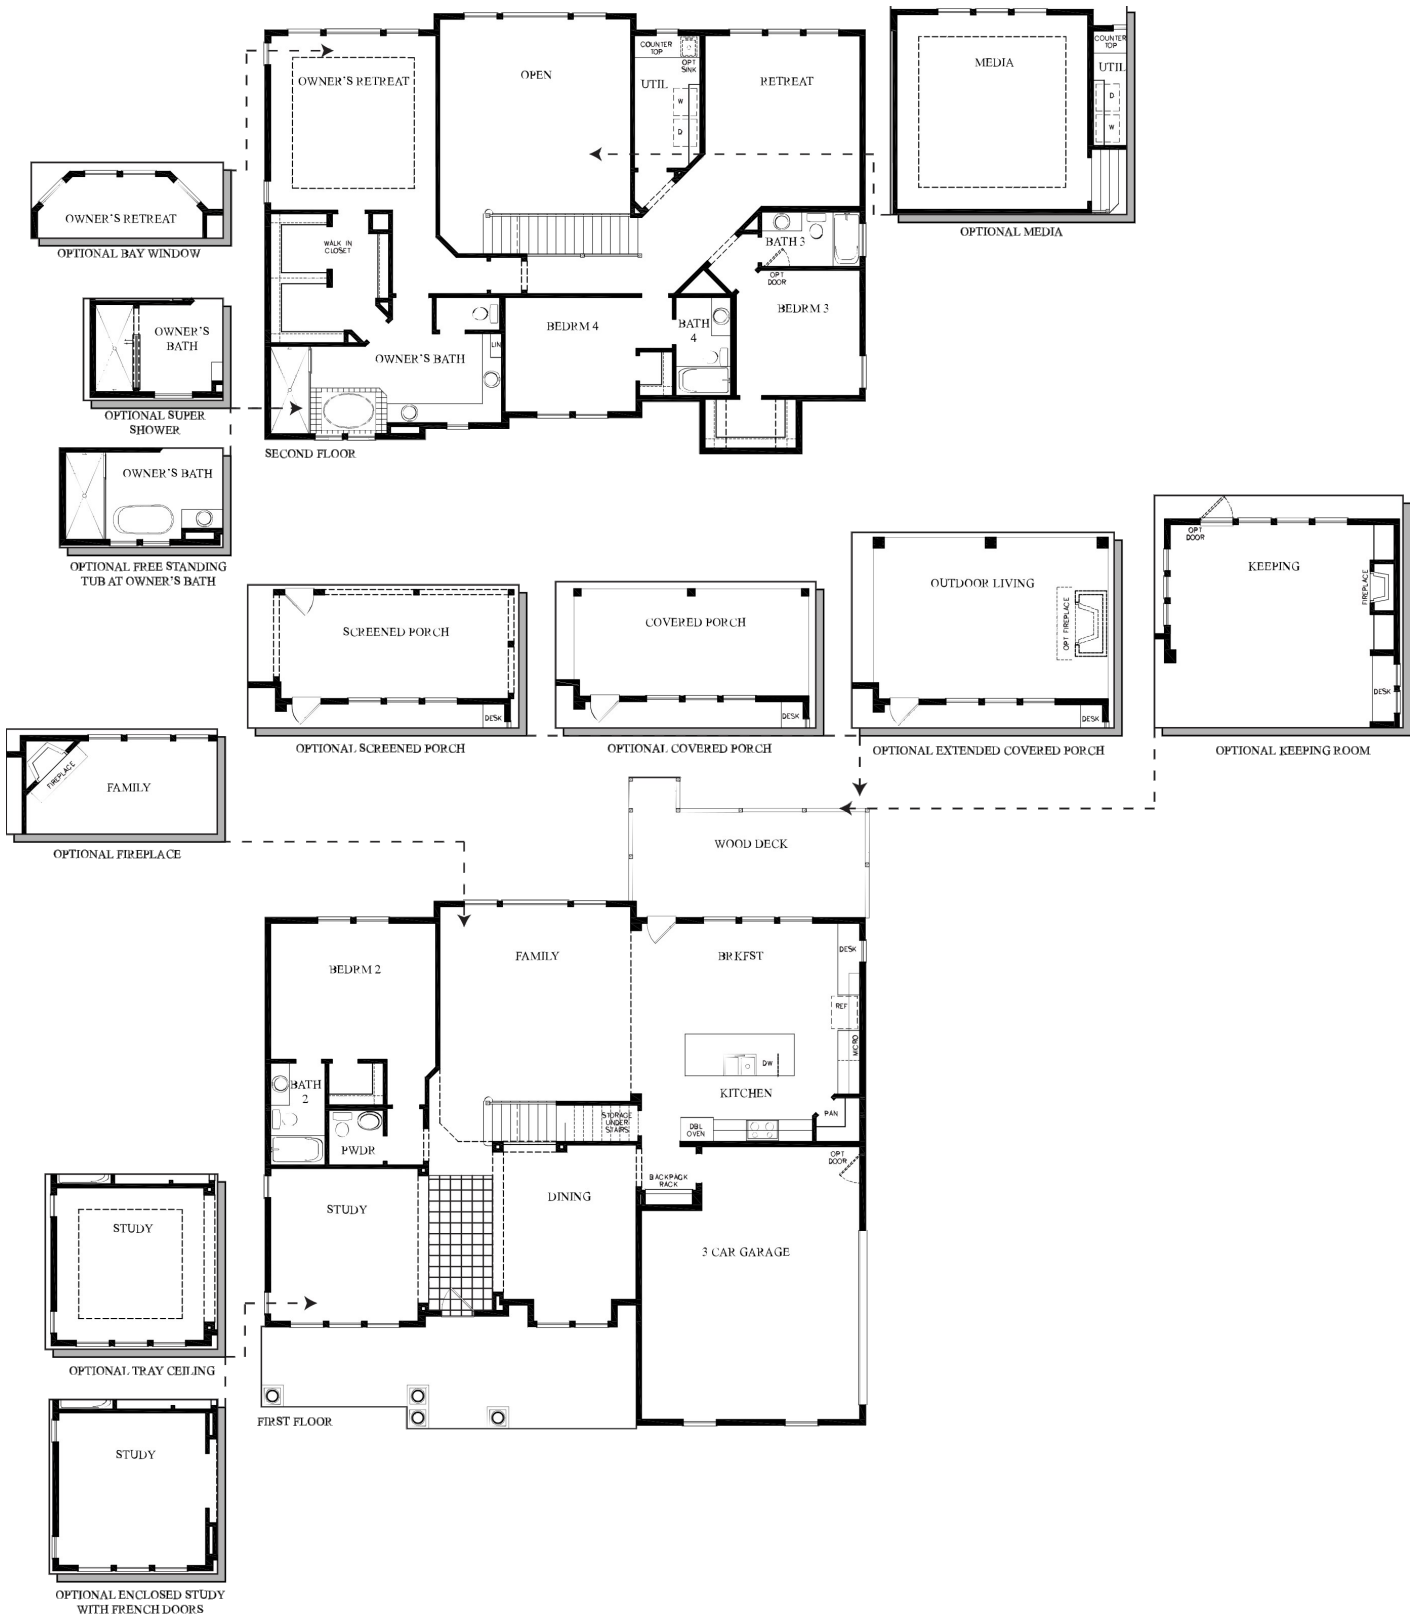 OWNER'S RETREAT
OPEN
COUNTER
TOP
OPT
SINK
UTIL
W
D
RETREAT
MEDIA
COUNTER
TOP
UTIL
D
W
OPTIONAL MEDIA
OWNER'S RETREAT
OPTIONAL BAY WINDOW
WALK IN
CLOSET
BATH 3
OPT
DOOR
BEDRM 3
BEDRM 4
BATH
4
OWNER'S BATH
LIN
OWNER'S
BATH
OPTIONAL SUPER
SHOWER
SECOND FLOOR
OWNER'S BATH
OPTIONAL FREE STANDING
TUB AT OWNER'S BATH
SCREENED PORCH
DESK
OPTIONAL SCREENED PORCH
COVERED PORCH
DESK
OPTIONAL COVERED PORCH
OUTDOOR LIVING
OPT FIREPLACE
DESK
OPTIONAL EXTENDED COVERED PORCH
OPT
DOOR
KEEPING
FIREPLACE
DESK
OPTIONAL KEEPING ROOM
FIREPLACE
FAMILY
OPTIONAL FIREPLACE
WOOD DECK
BEDRM 2
FAMILY
BRKFST
DESK
REF
MICRO
DW
KITCHEN
BATH
2
PWDR
STORAGE
UNDER
STAIRS
DBL
OVEN
PAN
BACKPACK
RACK
OPT
DOOR
STUDY
DINING
3 CAR GARAGE
STUDY
OPTIONAL TRAY CEILING
FIRST FLOOR
STUDY
OPTIONAL ENCLOSED STUDY
WITH FRENCH DOORS